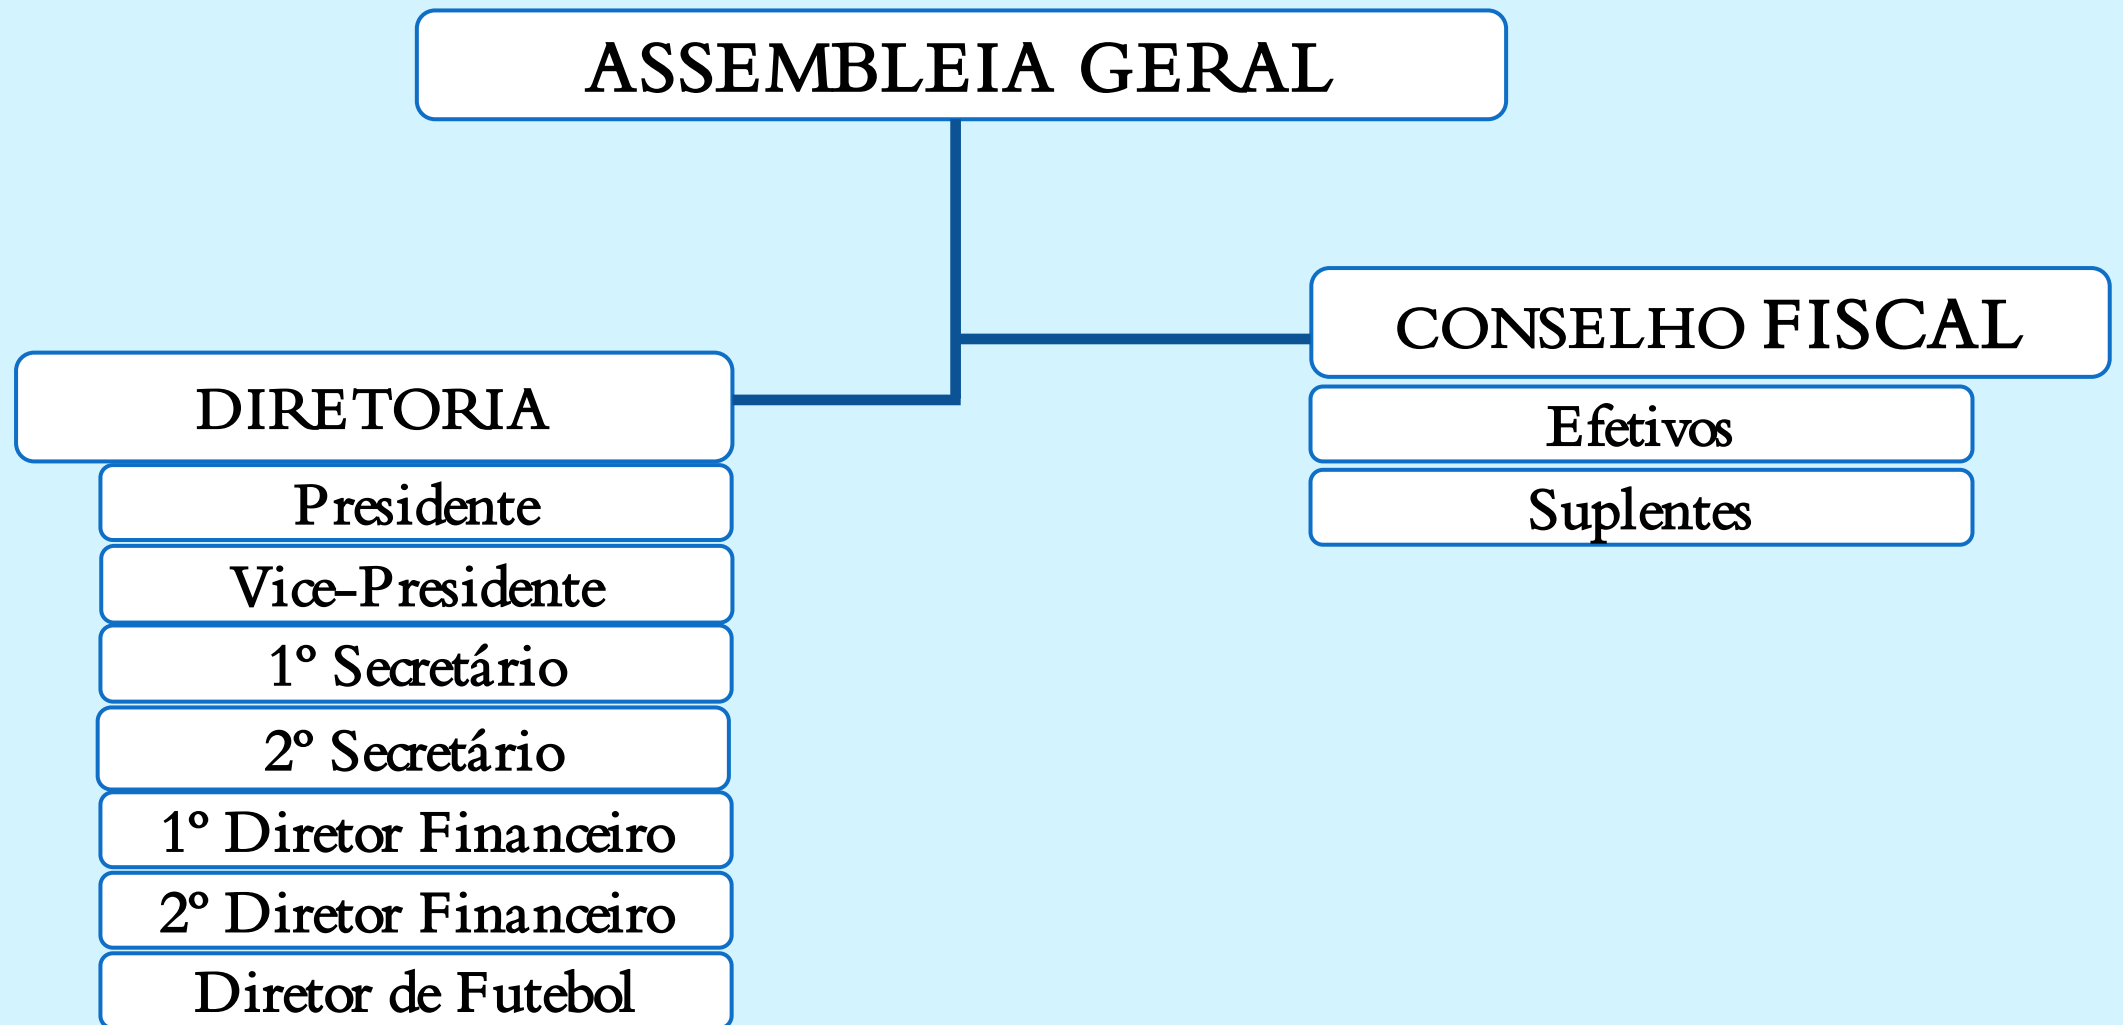 ASSEMBLEIA GERAL
CONSELHO FISCAL
Efetivos
Suplentes
DIRETORIA
Presidente
Vice-Presidente
1º Secretário
2º Secretário
1º Diretor Financeiro
2º Diretor Financeiro
Diretor de Futebol